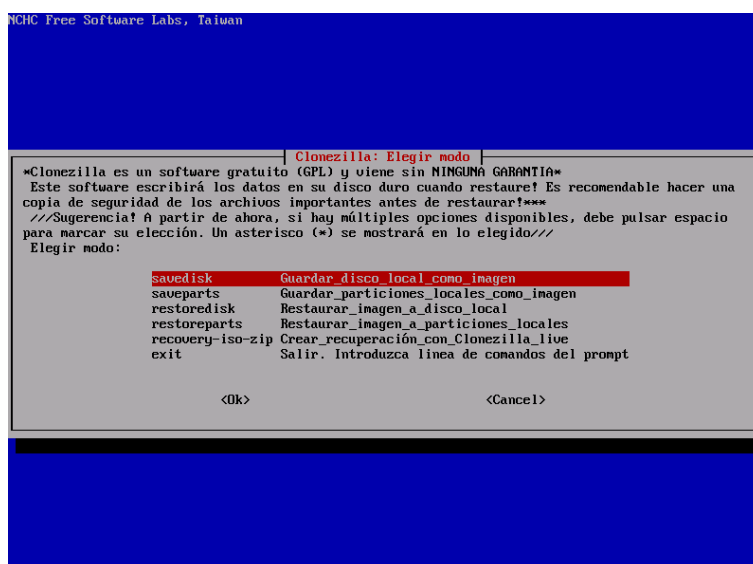 NCHC Free Software Labs, Taiwan
Clonezilla: Elegir modo
*Clonezilla es un software gratuito (GPL) y viene sin NINGUNA GARANTIA*
Este software escribirá los datos en su disco duro cuando restaure! Es recomendable hacer una
copia de seguridad de los archivos importantes antes de restaurar!***
///Sugerencia! A partir de ahora, si hay múltiples opciones disponibles, debe pulsar espacio
para marcar su elección. Un asterisco (*) se mostrará en lo elegido///
Elegir modo:
savedisk Guardar_disco_local_como_imagen
saveparts Guardar_particiones_locales_como_imagen
restoredisk Restaurar_imagen_a_disco_local
restoreparts Restaurar_imagen_a_particiones_locales
recovery-iso-zip Crear_recuperación_con_Clonezilla_live
exit Salir. Introduzca linea de comandos del prompt
<Ok> <Cancel>